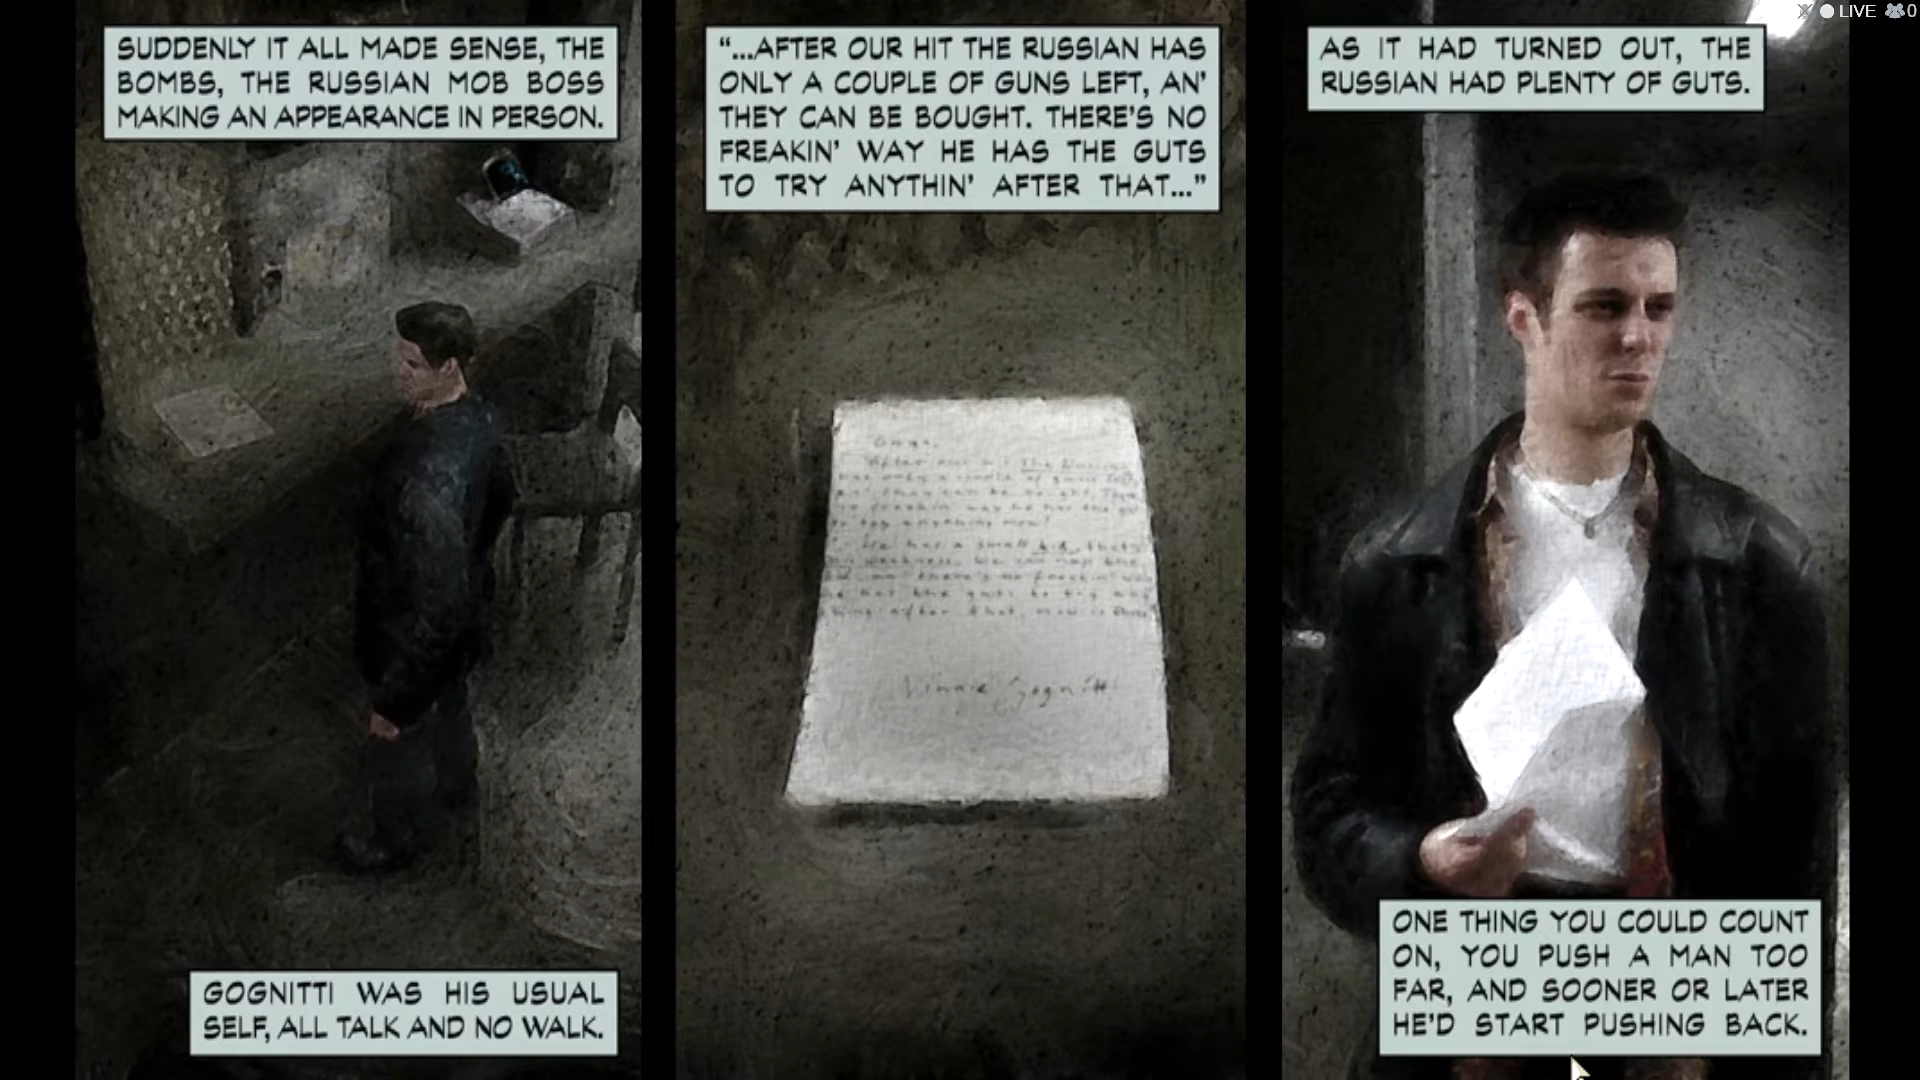 LIVE 0
SUDDENLY IT ALL MADE SENSE, THE
BOMBS, THE RUSSIAN MOB BOSS
MAKING AN APPEARANCE IN PERSON.
GOGNITTI WAS HIS USUAL
SELF, ALL TALK AND NO WALK.
“...AFTER OUR HIT THE RUSSIAN HAS
ONLY A COUPLE OF GUNS LEFT, AN’
THEY CAN BE BOUGHT. THERE’S NO
FREAKIN’ WAY HE HAS THE GUTS
TO TRY ANYTHIN’ AFTER THAT...”
Vinnie Gognitti
AS IT HAD TURNED OUT, THE
RUSSIAN HAD PLENTY OF GUTS.
ONE THING YOU COULD COUNT
ON, YOU PUSH A MAN TOO
FAR, AND SOONER OR LATER
HE’D START PUSHING BACK.